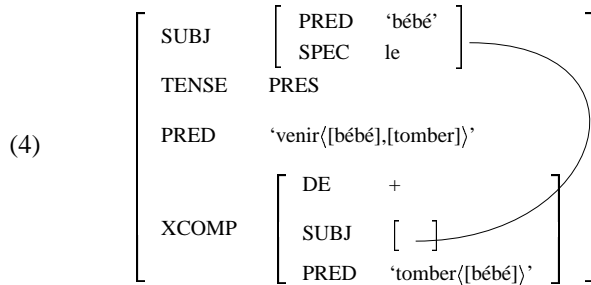 SUBJ PRED ‘bébé’
SPEC le
TENSE PRES
(4) PRED ‘venir⟨[bébé],[tomber]⟩’
DE +
XCOMP SUBJ [ ]
PRED ‘tomber⟨[bébé]⟩’